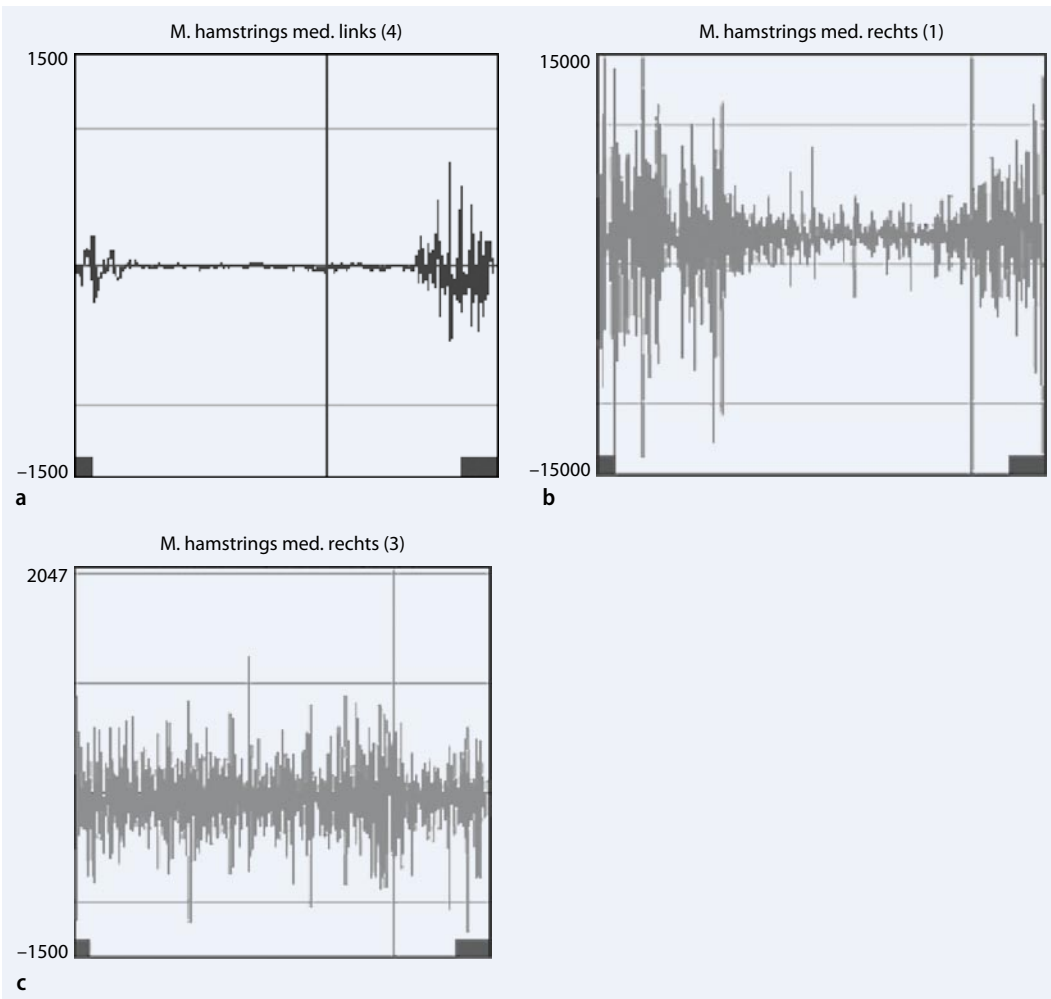 M. hamstrings med. links (4)
1500
–1500
a
M. hamstrings med. rechts (1)
15000
–15000
b
M. hamstrings med. rechts (3)
2047
–1500
c